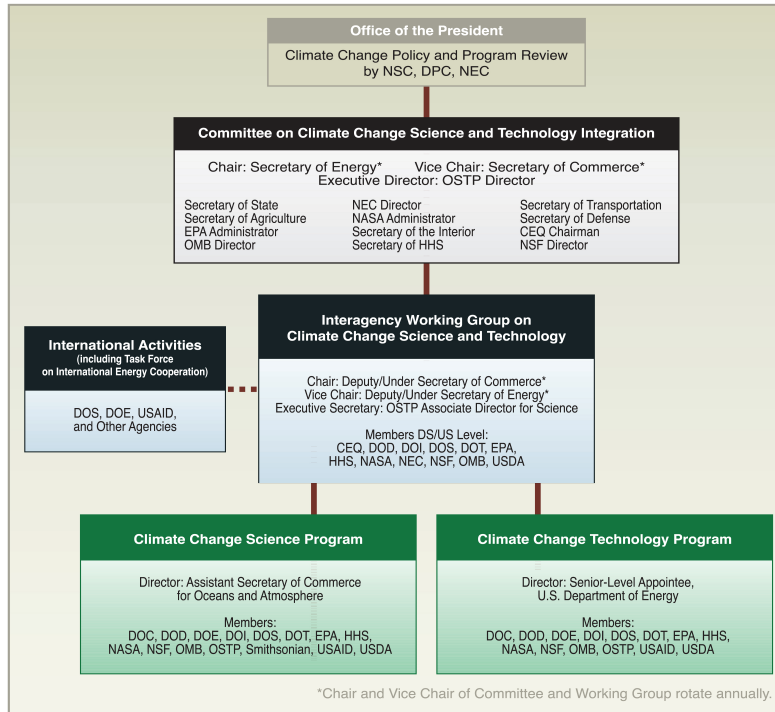 Office of the President
Climate Change Policy and Program Review
by NSC, DPC, NEC
Committee on Climate Change Science and Technology Integration
Chair: Secretary of Energy* Vice Chair: Secretary of Commerce*
Executive Director: OSTP Director
Secretary of State NEC Director Secretary of Transportation
Secretary of Agriculture NASA Administrator Secretary of Defense
EPA Administrator Secretary of the Interior CEQ Chairman
OMB Director Secretary of HHS NSF Director
Interagency Working Group on
Climate Change Science and Technology
Chair: Deputy/Under Secretary of Commerce*
Vice Chair: Deputy/Under Secretary of Energy*
Executive Secretary: OSTP Associate Director for Science
Members DS/US Level:
CEQ, DOD, DOI, DOS, DOT, EPA,
HHS, NASA, NEC, NSF, OMB, USDA
International Activities
(including Task Force
on International Energy Cooperation)
DOS, DOE, USAID,
and Other Agencies
Climate Change Science Program
Director: Assistant Secretary of Commerce
for Oceans and Atmosphere
Members:
DOC, DOD, DOE, DOI, DOS, DOT, EPA, HHS,
NASA, NSF, OMB, OSTP, Smithsonian, USAID, USDA
Climate Change Technology Program
Director: Senior-Level Appointee,
U.S. Department of Energy
Members:
DOC, DOD, DOE, DOI, DOS, DOT, EPA, HHS,
NASA, NSF, OMB, OSTP, USAID, USDA
*Chair and Vice Chair of Committee and Working Group rotate annually.